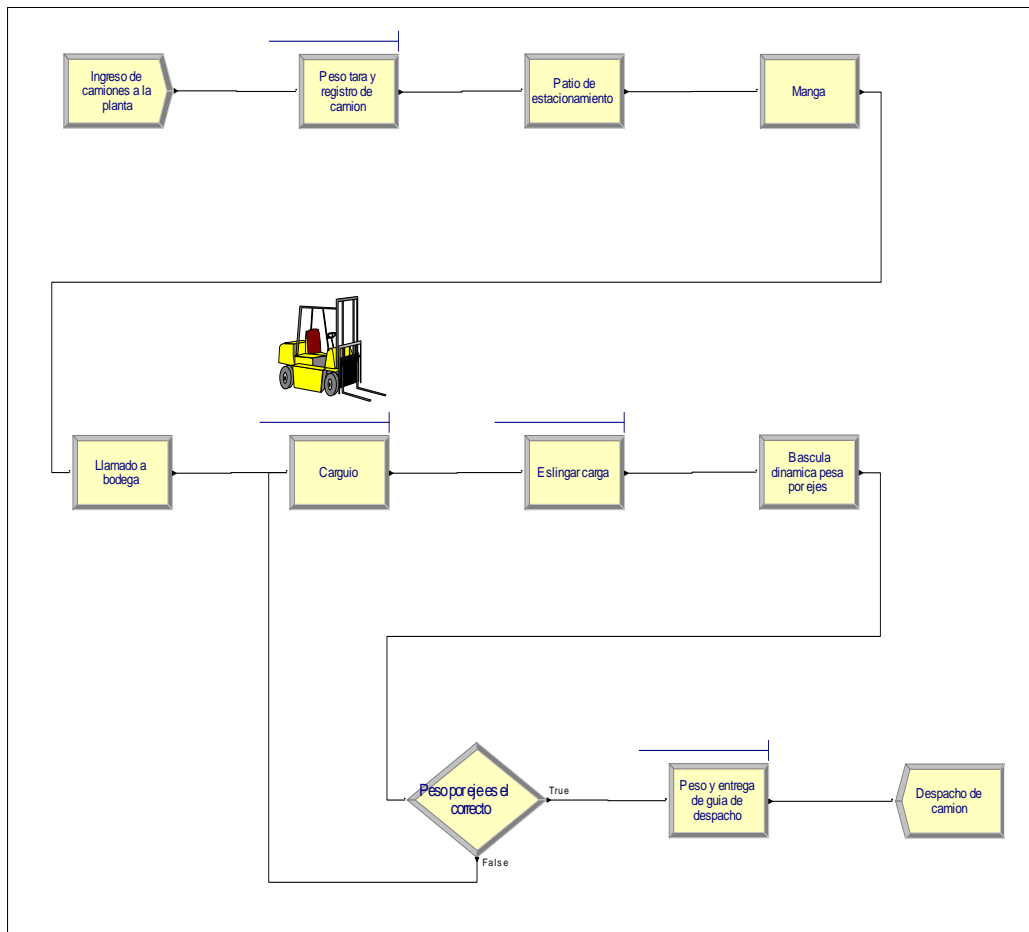 Ingreso de
camiones a la
planta
Peso tara y
registro de
camion
Patio de
estacionamiento
Manga
Llamado a
bodega
Carguio
Eslingar carga
Bascula
dinamica pesa
por ejes
Peso por eje es el
correcto
True
False
Peso y entrega
de guia de
despacho
Despacho de
camion